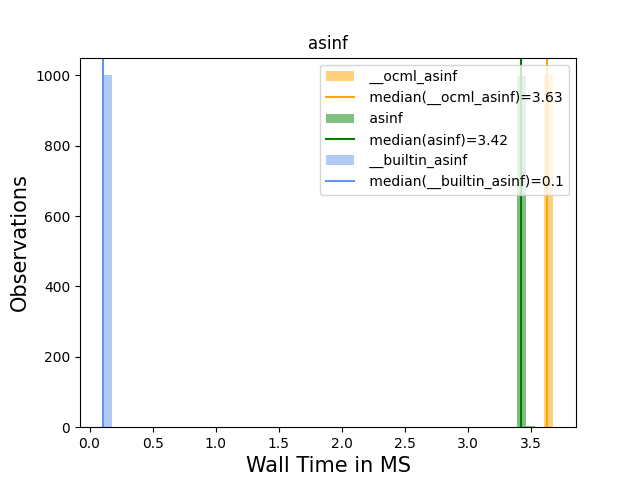 asinf
__ocml_asinf
median(__ocml_asinf)=3.63
asinf
median(asinf)=3.42
__builtin_asinf
median(__builtin_asinf)=0.1
Observations
1000
800
600
400
200
0
0.0 0.5 1.0 1.5 2.0 2.5 3.0 3.5
Wall Time in MS